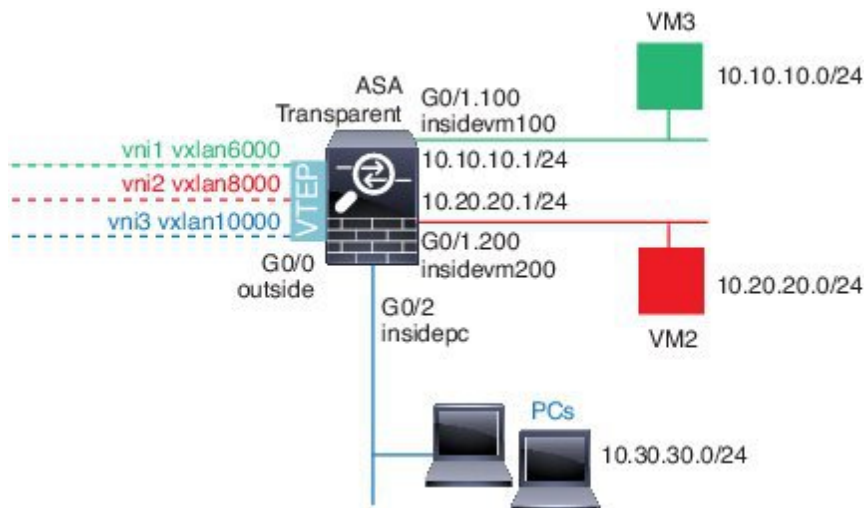 VM3
10.10.10.0/24
ASA
Transparent
G0/1.100
insidevm100
vni1 vxlan6000
10.10.10.1/24
vni2 vxlan8000
VTEP
10.20.20.1/24
vni3 vxlan10000
G0/1.200
insidevm200
G0/0
outside
10.20.20.0/24
G0/2
insidepc
VM2
PCs
10.30.30.0/24